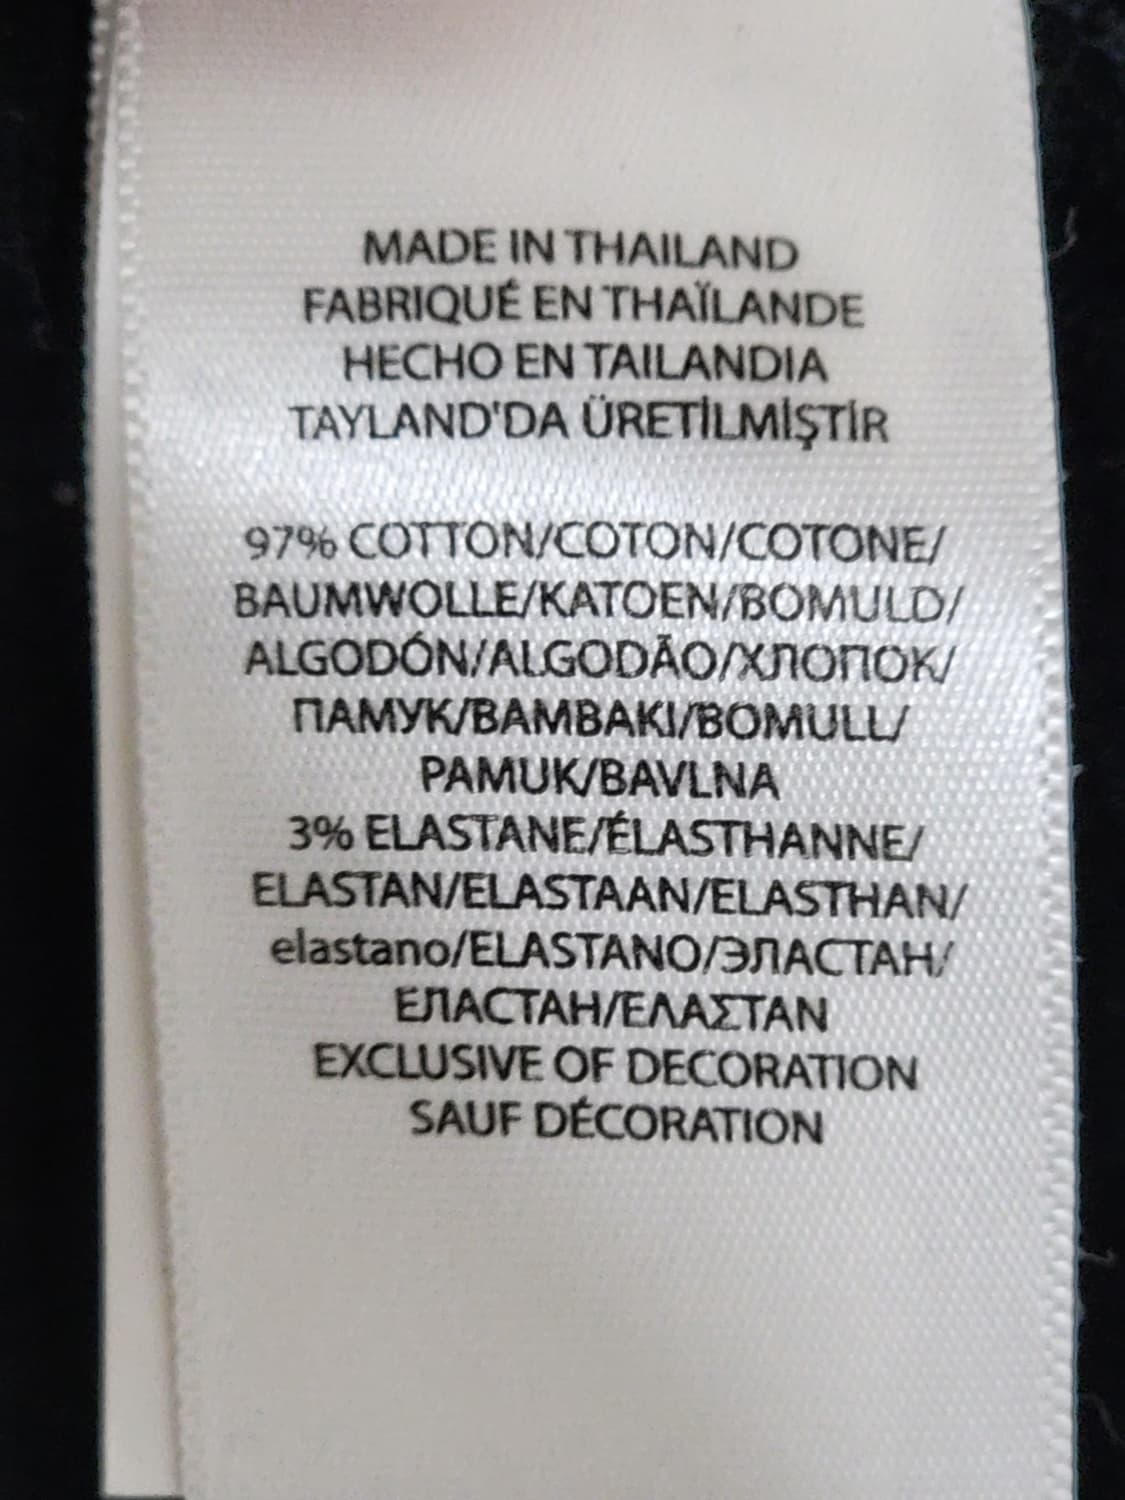 MADE IN THAILAND
FABRIQUÉ EN THAÏLANDE
HECHO EN TAILANDIA
TAYLAND'DA ÜRETİLMİŞTİR
97% COTTON/COTON/COTONE/
BAUMWOLLE/KATOEN/BOMULD/
ALGODÓN/ALGODÃO/ХЛОПОК/
ПАМУК/ΒΑΜΒΑΚΙ/BOMULL/
PAMUK/BAVLNA
3% ELASTANE/ÉLASTHANNE/
ELASTAN/ELASTAAN/ELASTHAN/
elastano/ELASTANO/ЭЛАСТАН/
ЕЛАСТАН/ΕΛΑΣΤΑΝ
EXCLUSIVE OF DECORATION
SAUF DÉCORATION